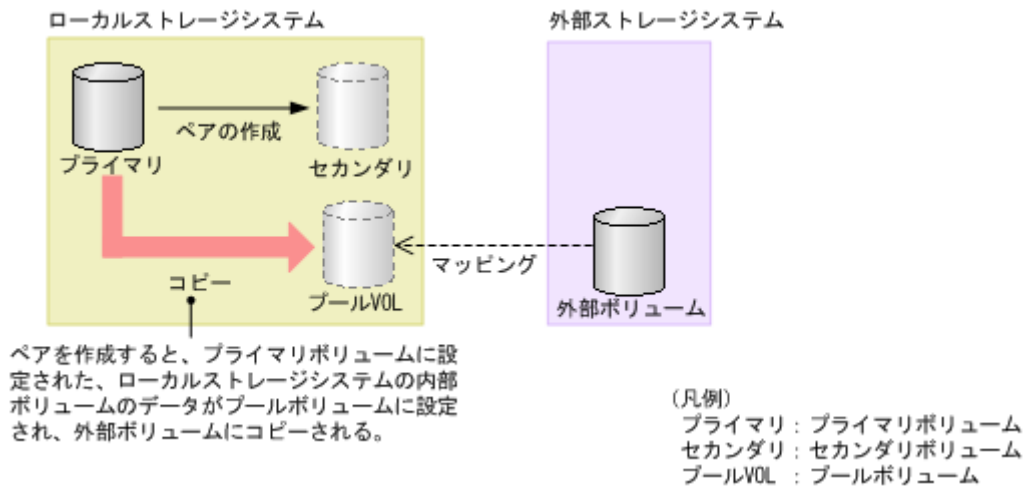 ローカルストレージシステム
外部ストレージシステム
ペアの作成
プライマリ
セカンダリ
マッピング
コピー
プールVOL
外部ボリューム
ペアを作成すると、プライマリボリュームに設
定された、ローカルストレージシステムの内部
ボリュームのデータがプールボリュームに設定
され、外部ボリュームにコピーされる。
(凡例)
プライマリ : プライマリボリューム
セカンダリ : セカンダリボリューム
プールVOL : プールボリューム